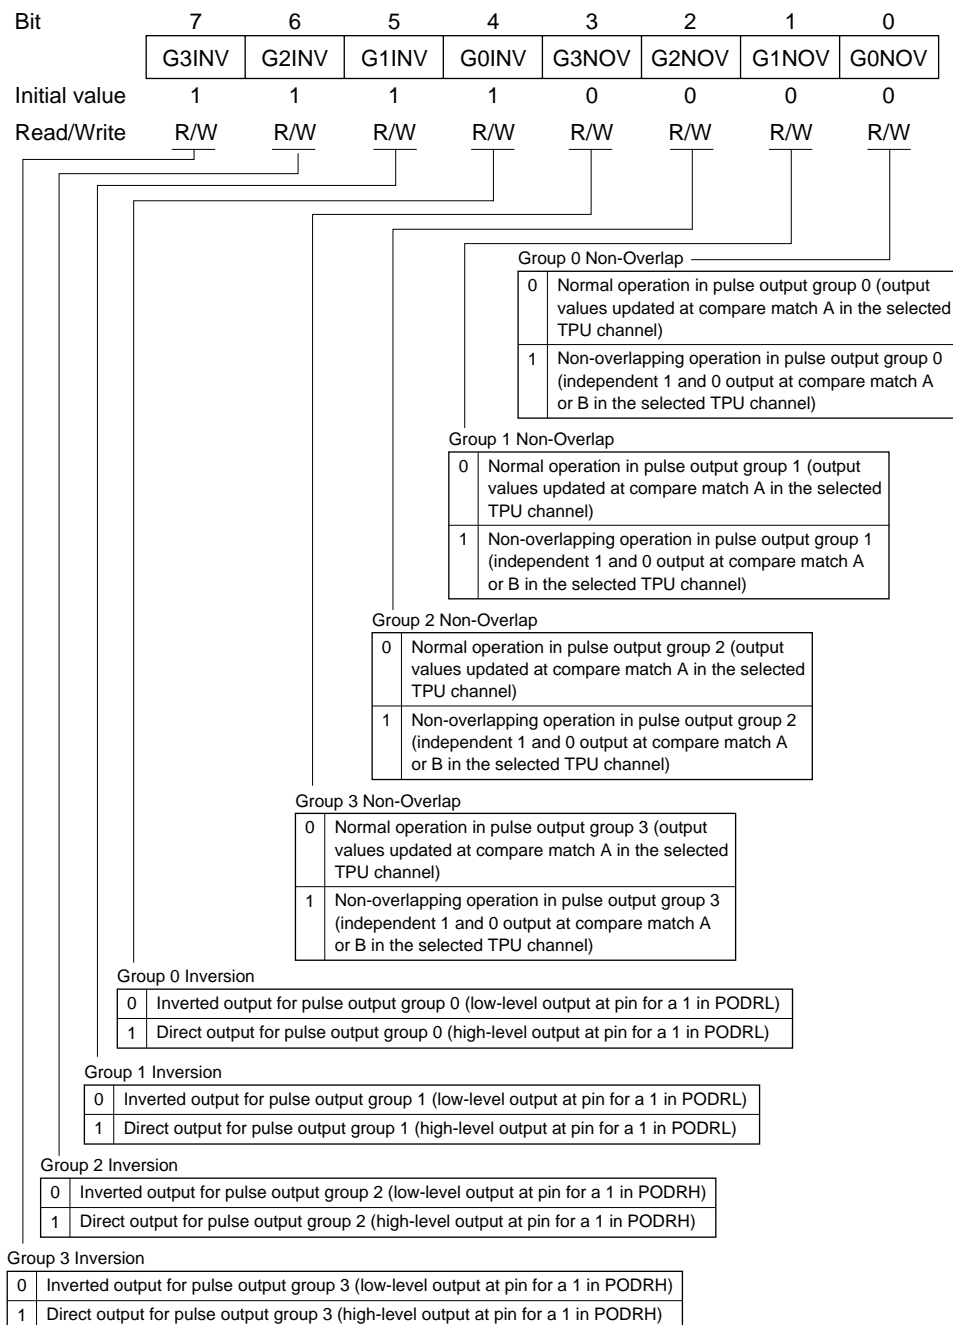 Bit 7 6 5 4 3 2 1 0
G3INV G2INV G1INV G0INV G3NOV G2NOV G1NOV G0NOV
Initial value 1 1 1 1 0 0 0 0
Read/Write R/W R/W R/W R/W R/W R/W R/W R/W
Group 0 Non-Overlap
0 Normal operation in pulse output group 0 (output
values updated at compare match A in the selected
TPU channel)
1 Non-overlapping operation in pulse output group 0
(independent 1 and 0 output at compare match A
or B in the selected TPU channel)
Group 1 Non-Overlap
0 Normal operation in pulse output group 1 (output
values updated at compare match A in the selected
TPU channel)
1 Non-overlapping operation in pulse output group 1
(independent 1 and 0 output at compare match A
or B in the selected TPU channel)
Group 2 Non-Overlap
0 Normal operation in pulse output group 2 (output
values updated at compare match A in the selected
TPU channel)
1 Non-overlapping operation in pulse output group 2
(independent 1 and 0 output at compare match A
or B in the selected TPU channel)
Group 3 Non-Overlap
0 Normal operation in pulse output group 3 (output
values updated at compare match A in the selected
TPU channel)
1 Non-overlapping operation in pulse output group 3
(independent 1 and 0 output at compare match A
or B in the selected TPU channel)
Group 0 Inversion
0 Inverted output for pulse output group 0 (low-level output at pin for a 1 in PODRL)
1 Direct output for pulse output group 0 (high-level output at pin for a 1 in PODRL)
Group 1 Inversion
0 Inverted output for pulse output group 1 (low-level output at pin for a 1 in PODRL)
1 Direct output for pulse output group 1 (high-level output at pin for a 1 in PODRL)
Group 2 Inversion
0 Inverted output for pulse output group 2 (low-level output at pin for a 1 in PODRH)
1 Direct output for pulse output group 2 (high-level output at pin for a 1 in PODRH)
Group 3 Inversion
0 Inverted output for pulse output group 3 (low-level output at pin for a 1 in PODRH)
1 Direct output for pulse output group 3 (high-level output at pin for a 1 in PODRH)